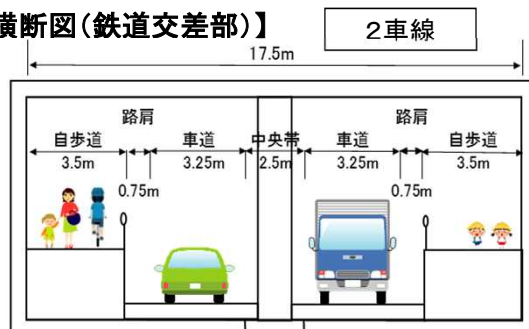 横断図(鉄道交差部)】
２車線
17.5m
路肩 路肩
自歩道 車道 中央帯 車道 自歩道
3.5m 3.25m 2.5m 3.25m 3.5m
0.75m 0.75m